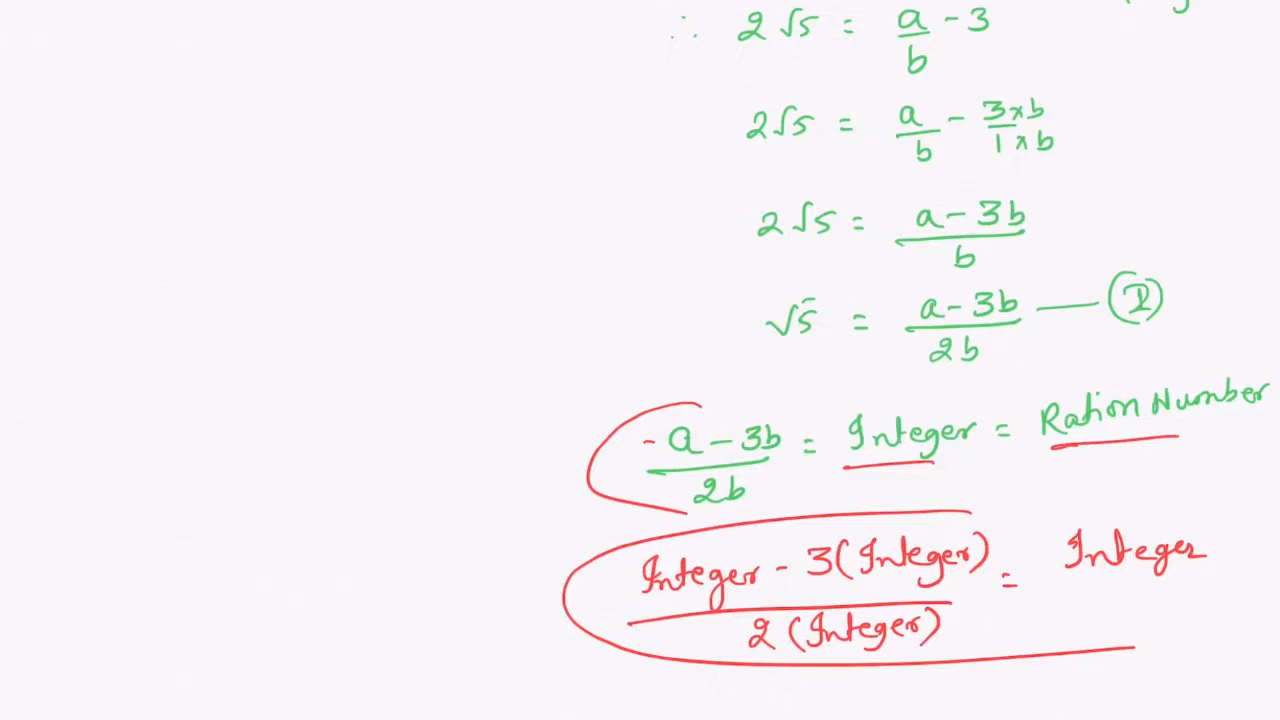 ∴ 2√5 = a/b - 3
2√5 = a/b - 3×b/1×b
2√5 = a - 3b/b
√5 = a - 3b/2b — I
- a - 3b/2b = Integer = Ration Number
Integer - 3(Integer)/2(Integer) = Integer